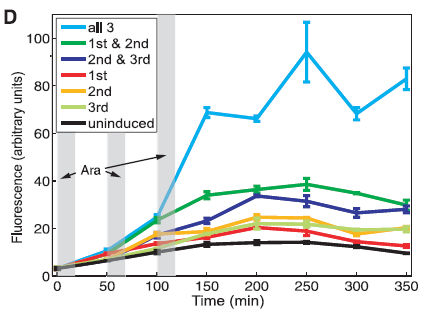 D
all 3
1st & 2nd
2nd & 3rd
1st
2nd
3rd
uninduced
Ara
Fluorescence (arbitrary units)
100
80
60
40
20
0
0 50 100 150 200 250 300 350
Time (min)